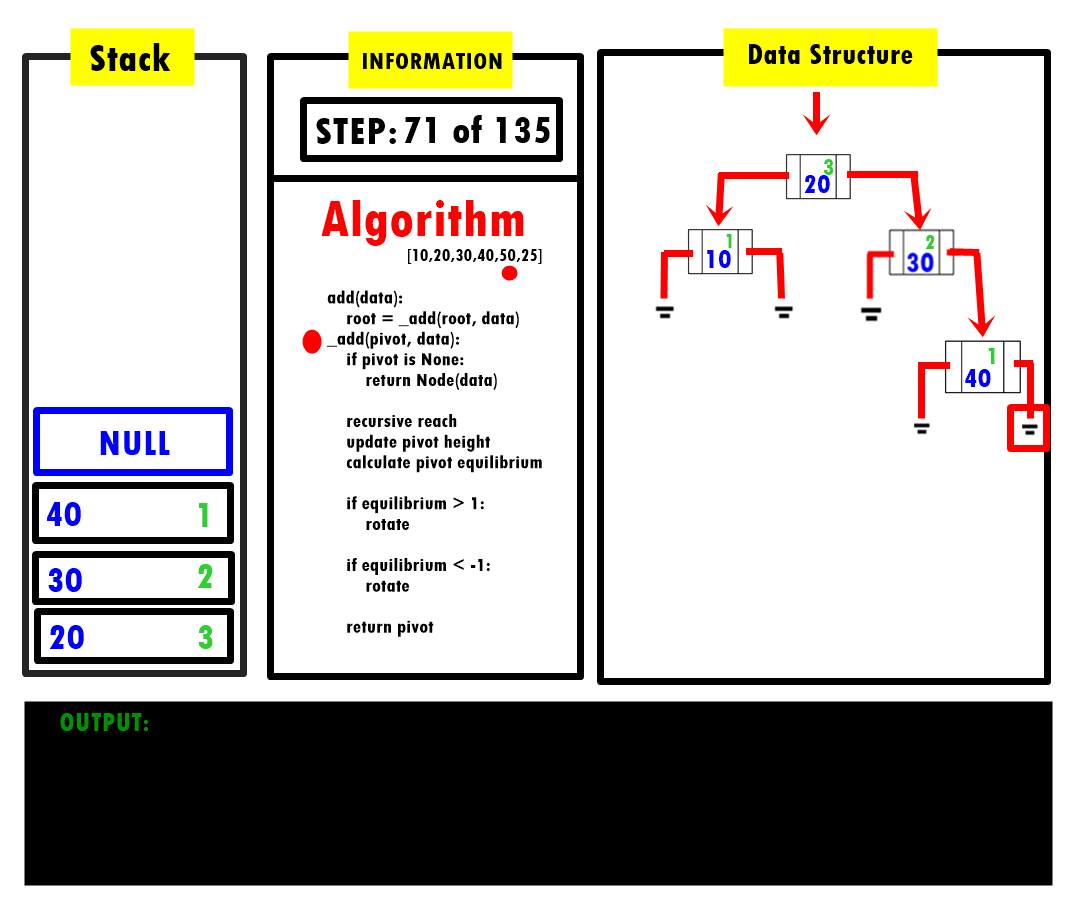 Stack
NULL
40 1
30 2
20 3
INFORMATION
STEP: 71 of 135
Algorithm
[10,20,30,40,50,25]
add(data):
root = _add(root, data)
_add(pivot, data):
if pivot is None:
return Node(data)
recursive reach
update pivot height
calculate pivot equilibrium
if equilibrium > 1:
rotate
if equilibrium < -1:
rotate
return pivot
Data Structure
3
20
1
10
2
30
1
40
OUTPUT: